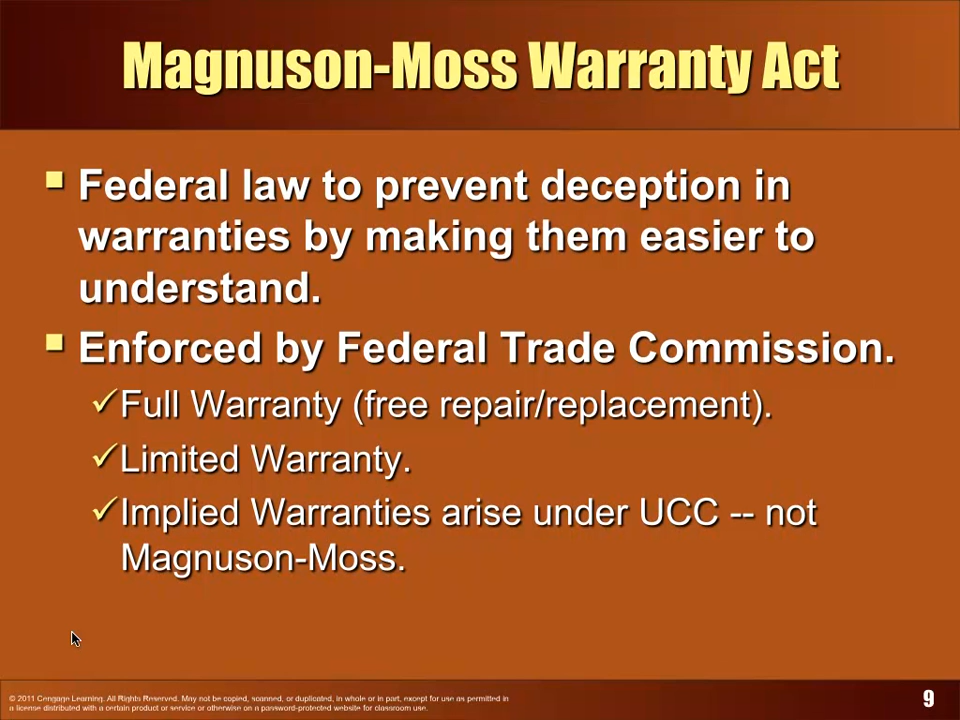 Magnuson-Moss Warranty Act
Federal law to prevent deception in
warranties by making them easier to
understand.
Enforced by Federal Trade Commission.
Full Warranty (free repair/replacement).
Limited Warranty.
Implied Warranties arise under UCC -- not
Magnuson-Moss.
© 2011 Cengage Learning. All Rights Reserved. May not be copied, scanned, or duplicated, in whole or in part, except for use as permitted in
a license distributed with a certain product or service or otherwise on a password-protected website for classroom use.
9